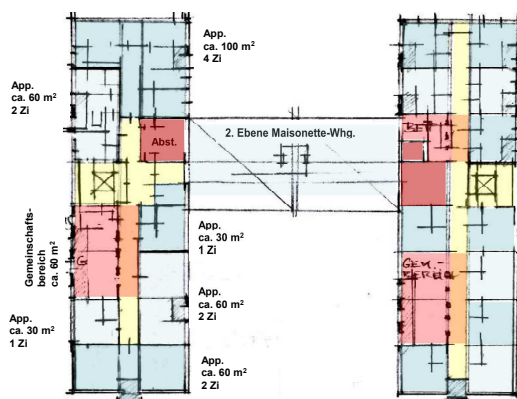 App.
ca. 100 m²
4 Zi
App.
ca. 60 m²
2 Zi
Abst.
2. Ebene Maisonette-Whg.
Gemeinschafts-
bereich
ca. 60 m²
G
App.
ca. 30 m²
1 Zi
App.
ca. 60 m²
2 Zi
App.
ca. 30 m²
1 Zi
App.
ca. 60 m²
2 Zi
GEM.-